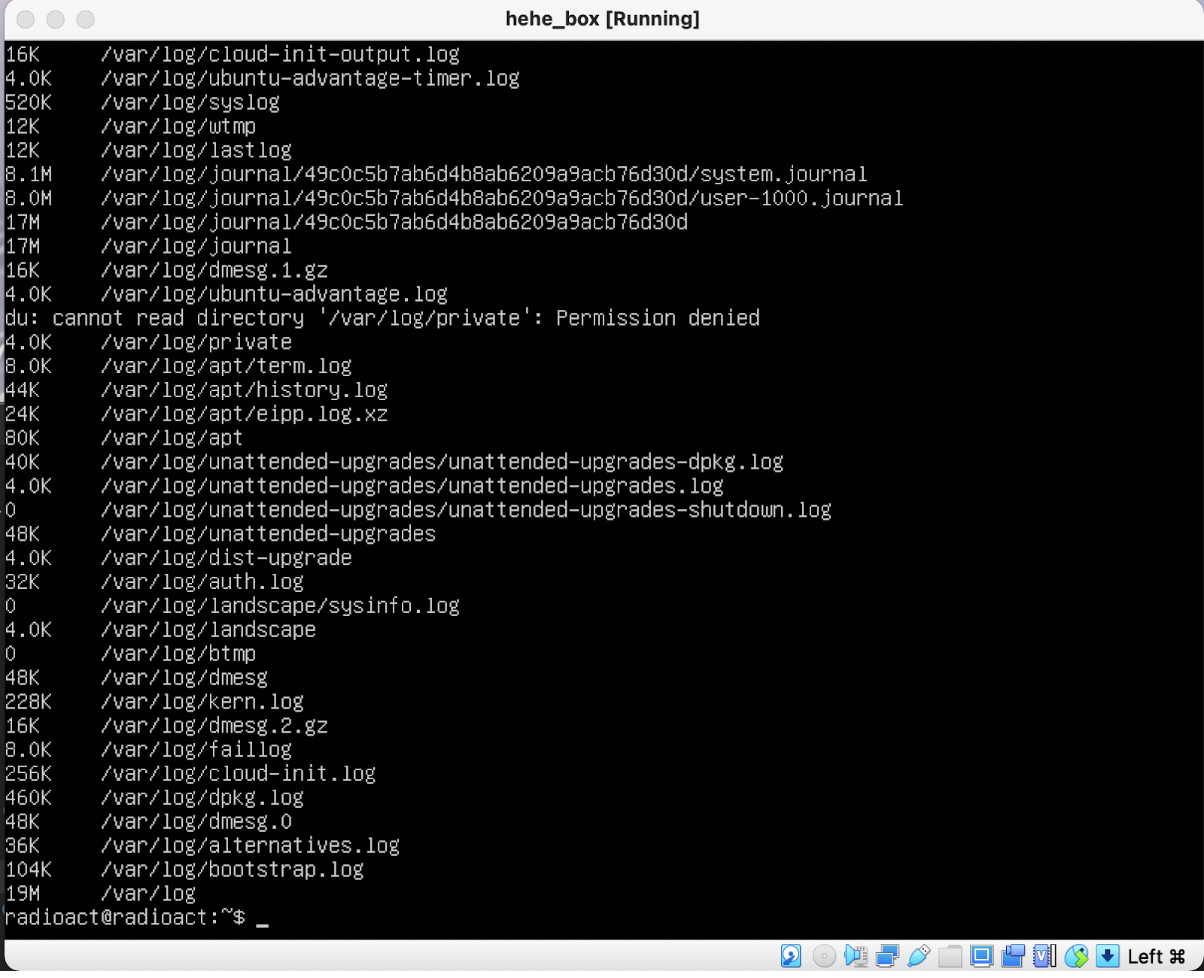 hehe_box [Running]
16K /var/log/cloud-init-output.log
4.0K /var/log/ubuntu-advantage-timer.log
520K /var/log/syslog
12K /var/log/wtmp
12K /var/log/lastlog
8.1M /var/log/journal/49c0c5b7ab6d4b8ab6209a9acb76d30d/system.journal
8.0M /var/log/journal/49c0c5b7ab6d4b8ab6209a9acb76d30d/user-1000.journal
17M /var/log/journal/49c0c5b7ab6d4b8ab6209a9acb76d30d
17M /var/log/journal
16K /var/log/dmesg.1.gz
4.0K /var/log/ubuntu-advantage.log
du: cannot read directory '/var/log/private': Permission denied
4.0K /var/log/private
8.0K /var/log/apt/term.log
44K /var/log/apt/history.log
24K /var/log/apt/eipp.log.xz
80K /var/log/apt
40K /var/log/unattended-upgrades/unattended-upgrades-dpkg.log
4.0K /var/log/unattended-upgrades/unattended-upgrades.log
0 /var/log/unattended-upgrades/unattended-upgrades-shutdown.log
48K /var/log/unattended-upgrades
4.0K /var/log/dist-upgrade
32K /var/log/auth.log
0 /var/log/landscape/sysinfo.log
4.0K /var/log/landscape
0 /var/log/btmp
48K /var/log/dmesg
228K /var/log/kern.log
16K /var/log/dmesg.2.gz
8.0K /var/log/faillog
256K /var/log/cloud-init.log
460K /var/log/dpkg.log
48K /var/log/dmesg.0
36K /var/log/alternatives.log
104K /var/log/bootstrap.log
19M /var/log
radioact@radioact:~$ _
Left ⌘